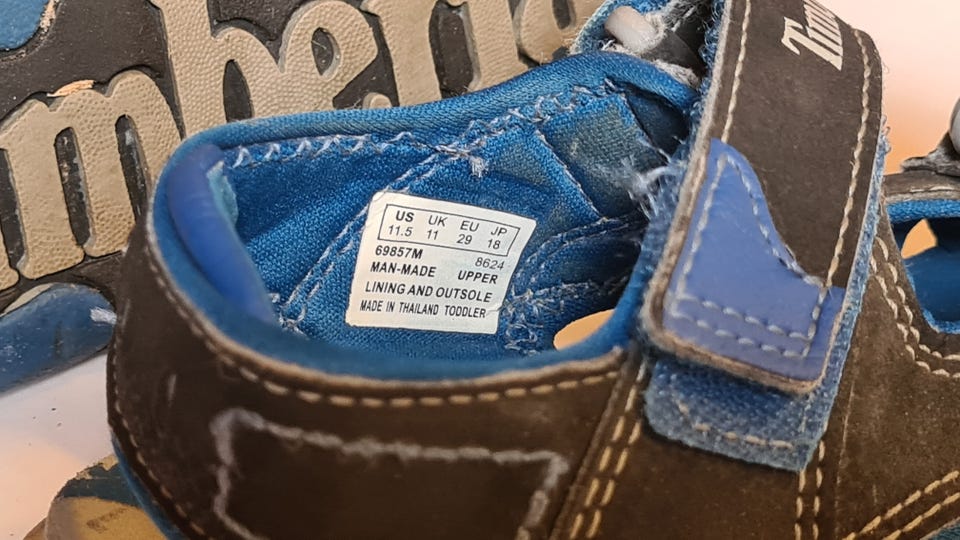 US UK EU JP
11.5 11 29 18
69857M 8624
MAN-MADE UPPER
LINING AND OUTSOLE
MADE IN THAILAND TODDLER